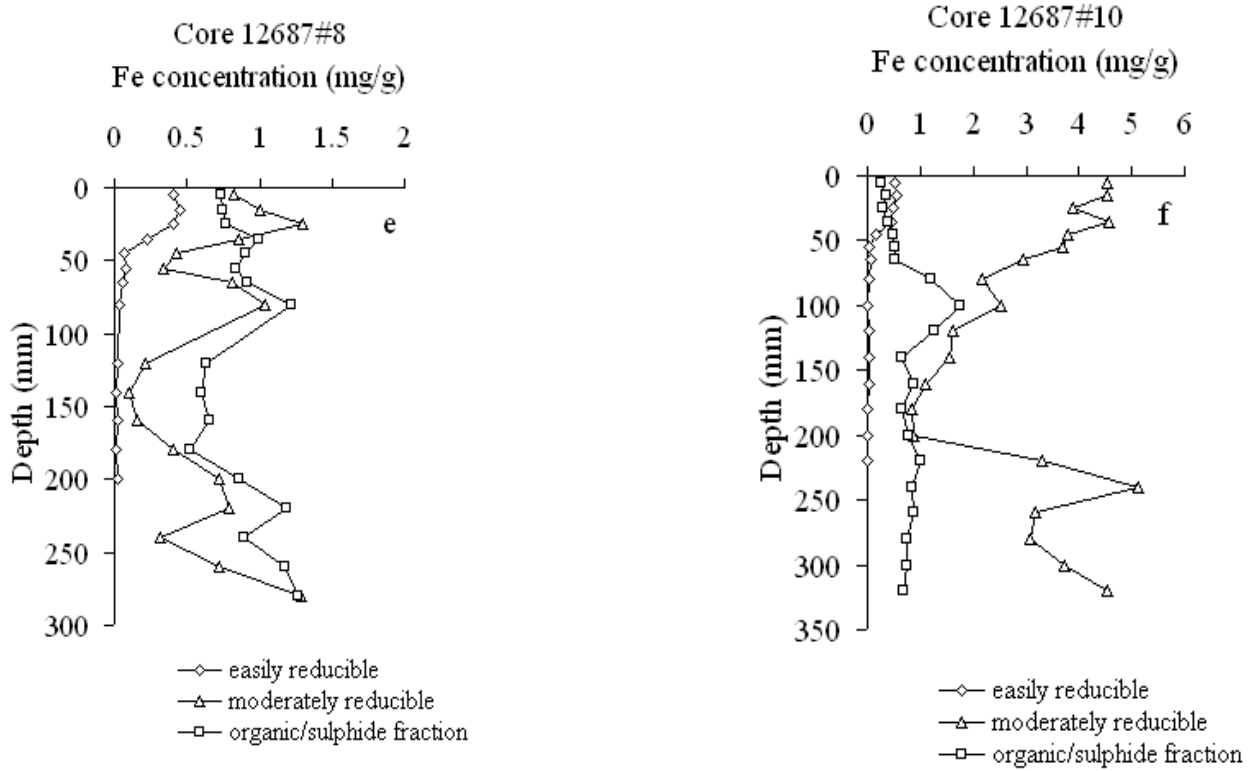 Core 12687#8
Fe concentration (mg/g)
0 0.5 1 1.5 2
0
50
100
150
200
250
300
Depth (mm)
e
easily reducible
moderately reducible
organic/sulphide fraction
Core 12687#10
Fe concentration (mg/g)
0 1 2 3 4 5 6
0
50
100
150
200
250
300
350
Depth (mm)
f
easily reducible
moderately reducible
organic/sulphide fraction